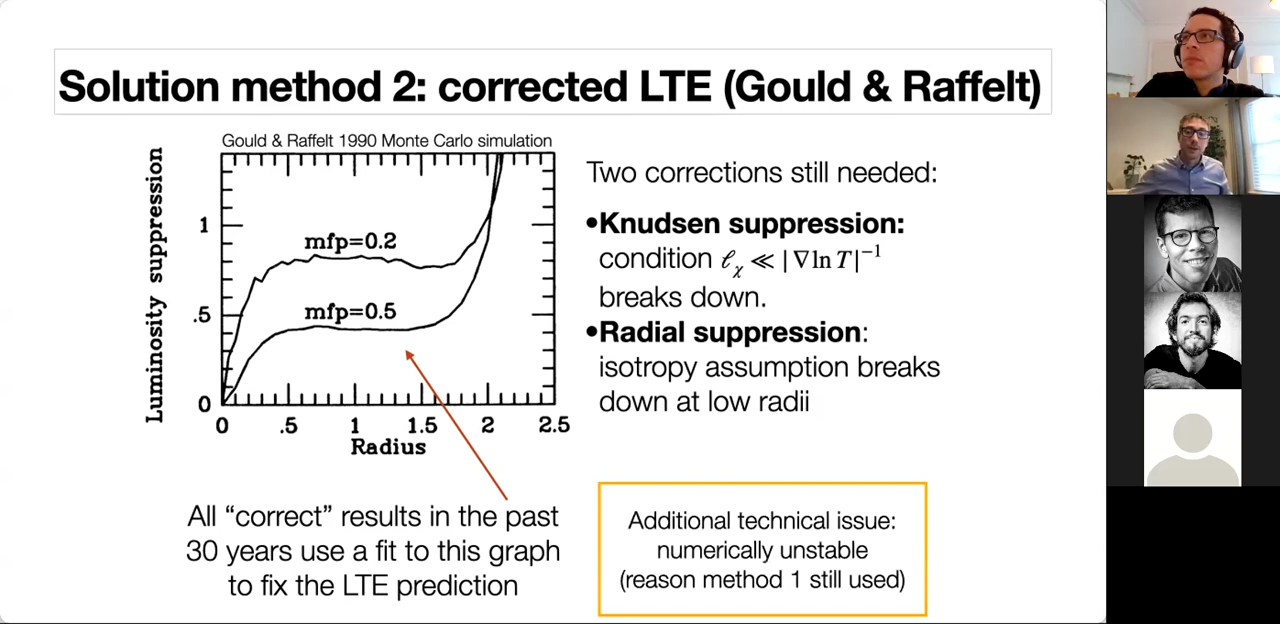 Solution method 2: corrected LTE (Gould & Raffelt)
Gould & Raffelt 1990 Monte Carlo simulation
Luminosity suppression
1
.5
0
mfp=0.2
mfp=0.5
0 .5 1 1.5 2 2.5
Radius
Two corrections still needed:
•Knudsen suppression:
condition ℓχ ≪ |∇ln T|⁻¹
breaks down.
•Radial suppression:
isotropy assumption breaks
down at low radii
All “correct” results in the past
30 years use a fit to this graph
to fix the LTE prediction
Additional technical issue:
numerically unstable
(reason method 1 still used)